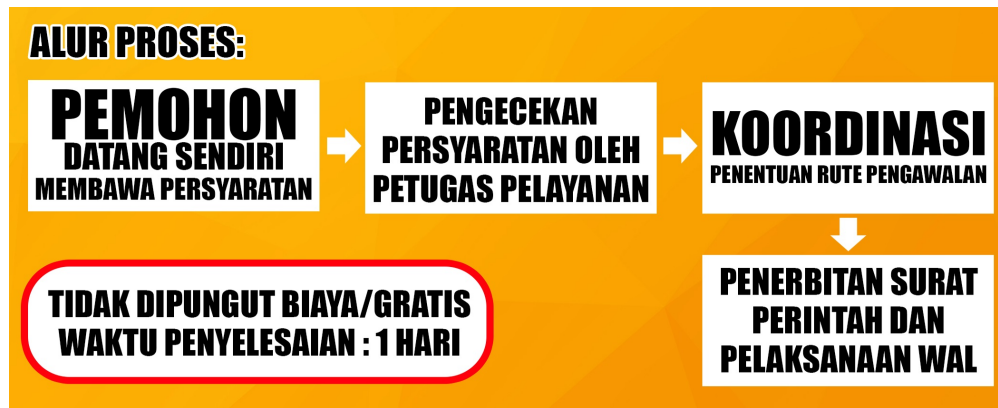 ALUR PROSES:
PEMOHON
DATANG SENDIRI
MEMBAWA PERSYARATAN
PENGECEKAN
PERSYARATAN OLEH
PETUGAS PELAYANAN
KOORDINASI
PENENTUAN RUTE PENGAWALAN
PENERBITAN SURAT
PERINTAH DAN
PELAKSANAAN WAL
TIDAK DIPUNGUT BIAYA/GRATIS
WAKTU PENYELESAIAN : 1 HARI